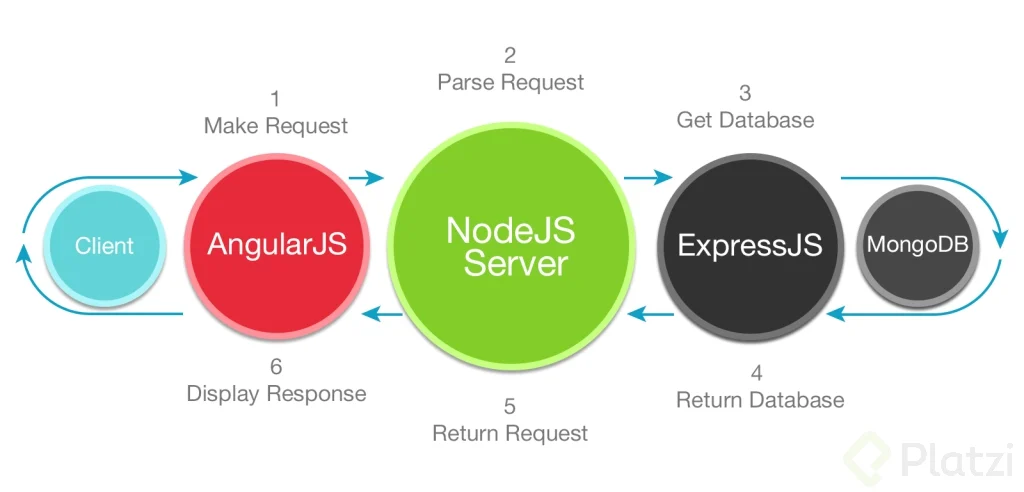 1
Make Request
2
Parse Request
3
Get Database
Client
AngularJS
NodeJS
Server
ExpressJS
MongoDB
6
Display Response
5
Return Request
4
Return Database
Platzi